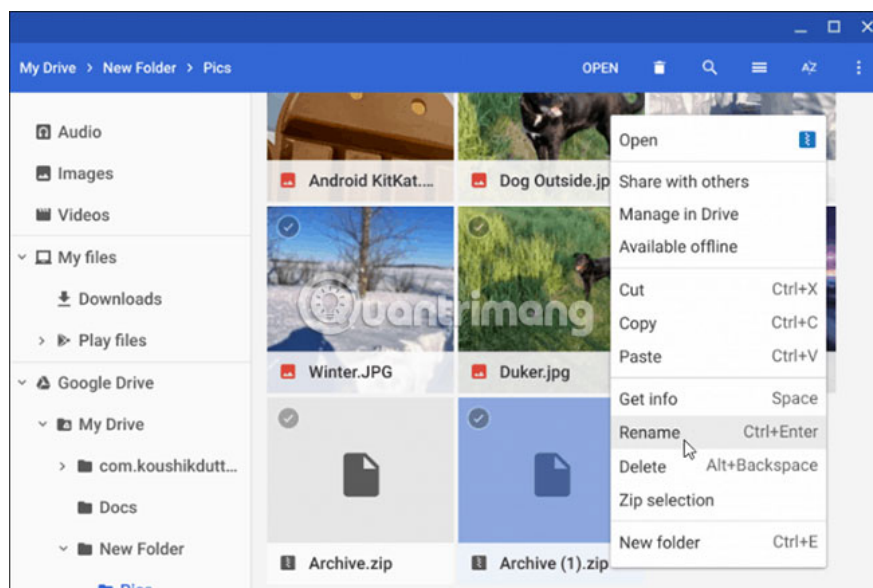 My Drive > New Folder > Pics
OPEN
AZ
Audio
Images
Videos
My files
Downloads
Play files
Google Drive
My Drive
com.koushikdutt...
Docs
New Folder
Pics
Android KitKat....
Dog Outside.jp
Winter.JPG
Duker.jpg
Archive.zip
Archive (1).zip
Quantrimang
Open
Share with others
Manage in Drive
Available offline
Cut Ctrl+X
Copy Ctrl+C
Paste Ctrl+V
Get info Space
Rename Ctrl+Enter
Delete Alt+Backspace
Zip selection
New folder Ctrl+E